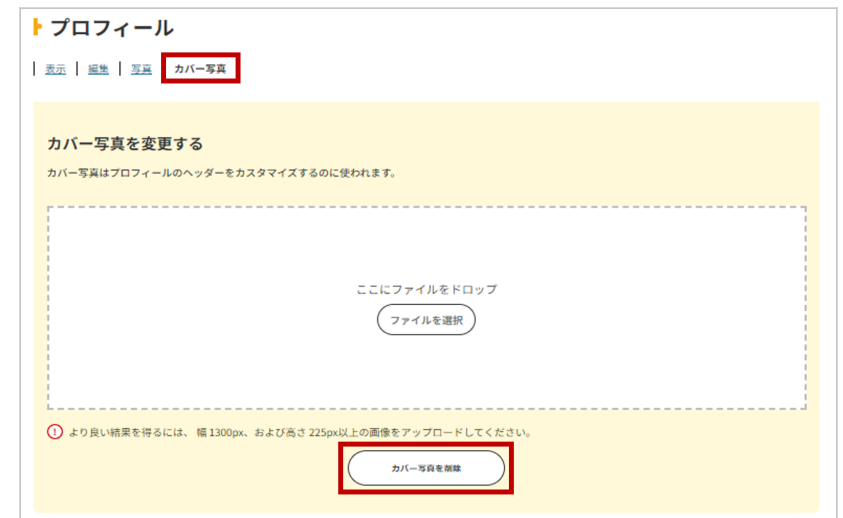 プロフィール
表示 編集 写真 カバー写真
カバー写真を変更する
カバー写真はプロフィールのヘッダーをカスタマイズするのに使われます。
ここにファイルをドロップ
ファイルを選択
より良い結果を得るには、 幅 1300px、および高さ 225px以上の画像をアップロードしてください。
カバー写真を削除